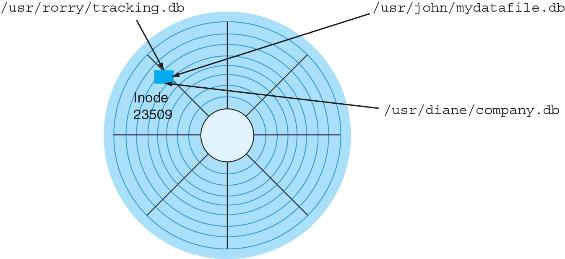 /usr/rorry/tracking.db
/usr/john/mydatafile.db
Inode
23509
/usr/diane/company.db